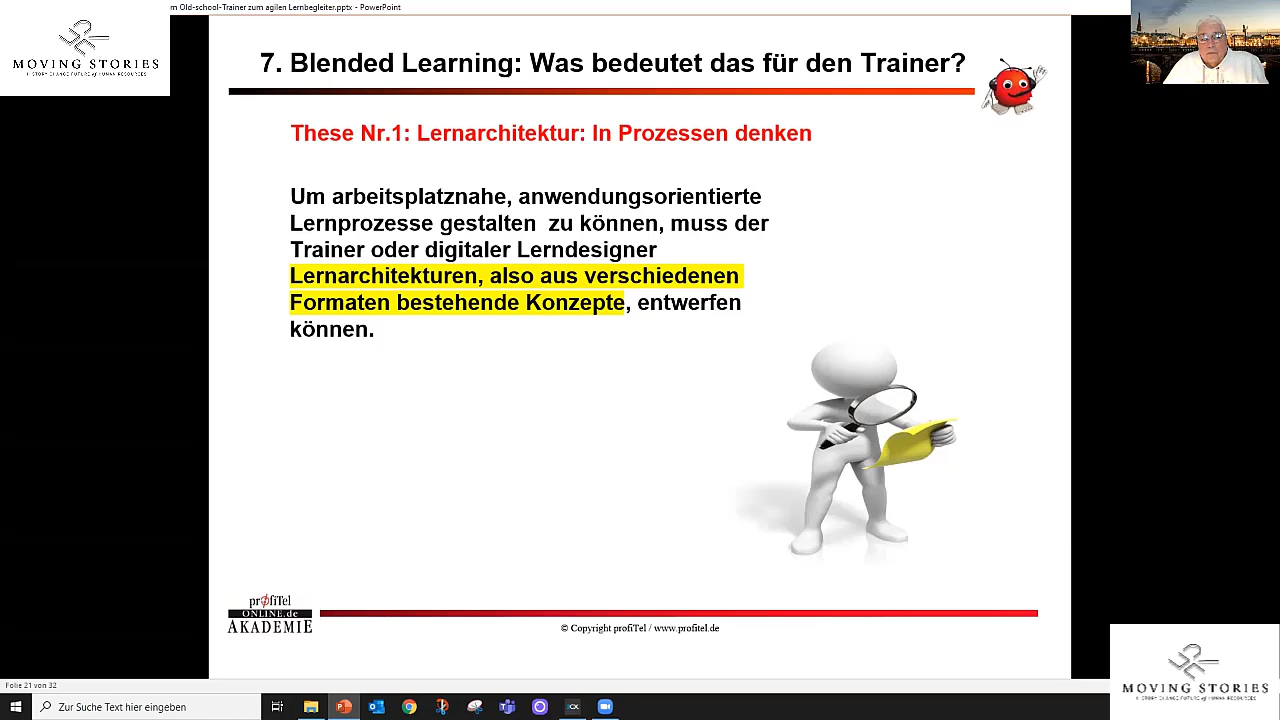 m Old-school-Trainer zum agilen Lernbegleiter.pptx - PowerPoint
MOVING STORIES
7. Blended Learning: Was bedeutet das für den Trainer?
These Nr.1: Lernarchitektur: In Prozessen denken
Um arbeitsplatznahe, anwendungsorientierte
Lernprozesse gestalten zu können, muss der
Trainer oder digitaler Lerndesigner
Lernarchitekturen, also aus verschiedenen
Formaten bestehende Konzepte, entwerfen
können.
profiTel
ONLINE.de
AKADEMIE
© Copyright profiTel / www.profitel.de
Folie 21 von 32
Zur Suche Text hier eingeben
MOVING STORIES